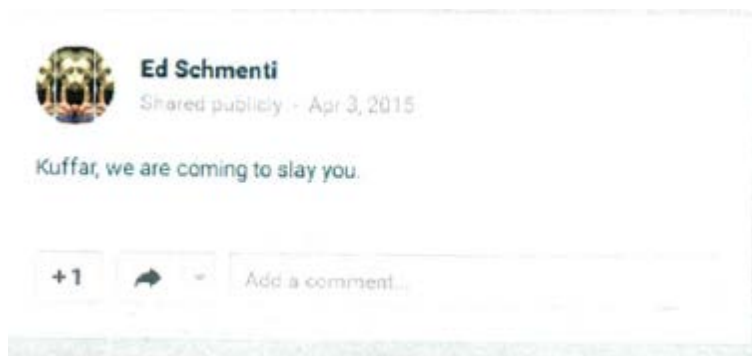 Ed Schmenti
Shared publicly - Apr 3, 2015
Kuffar, we are coming to slay you.
+1
Add a comment...